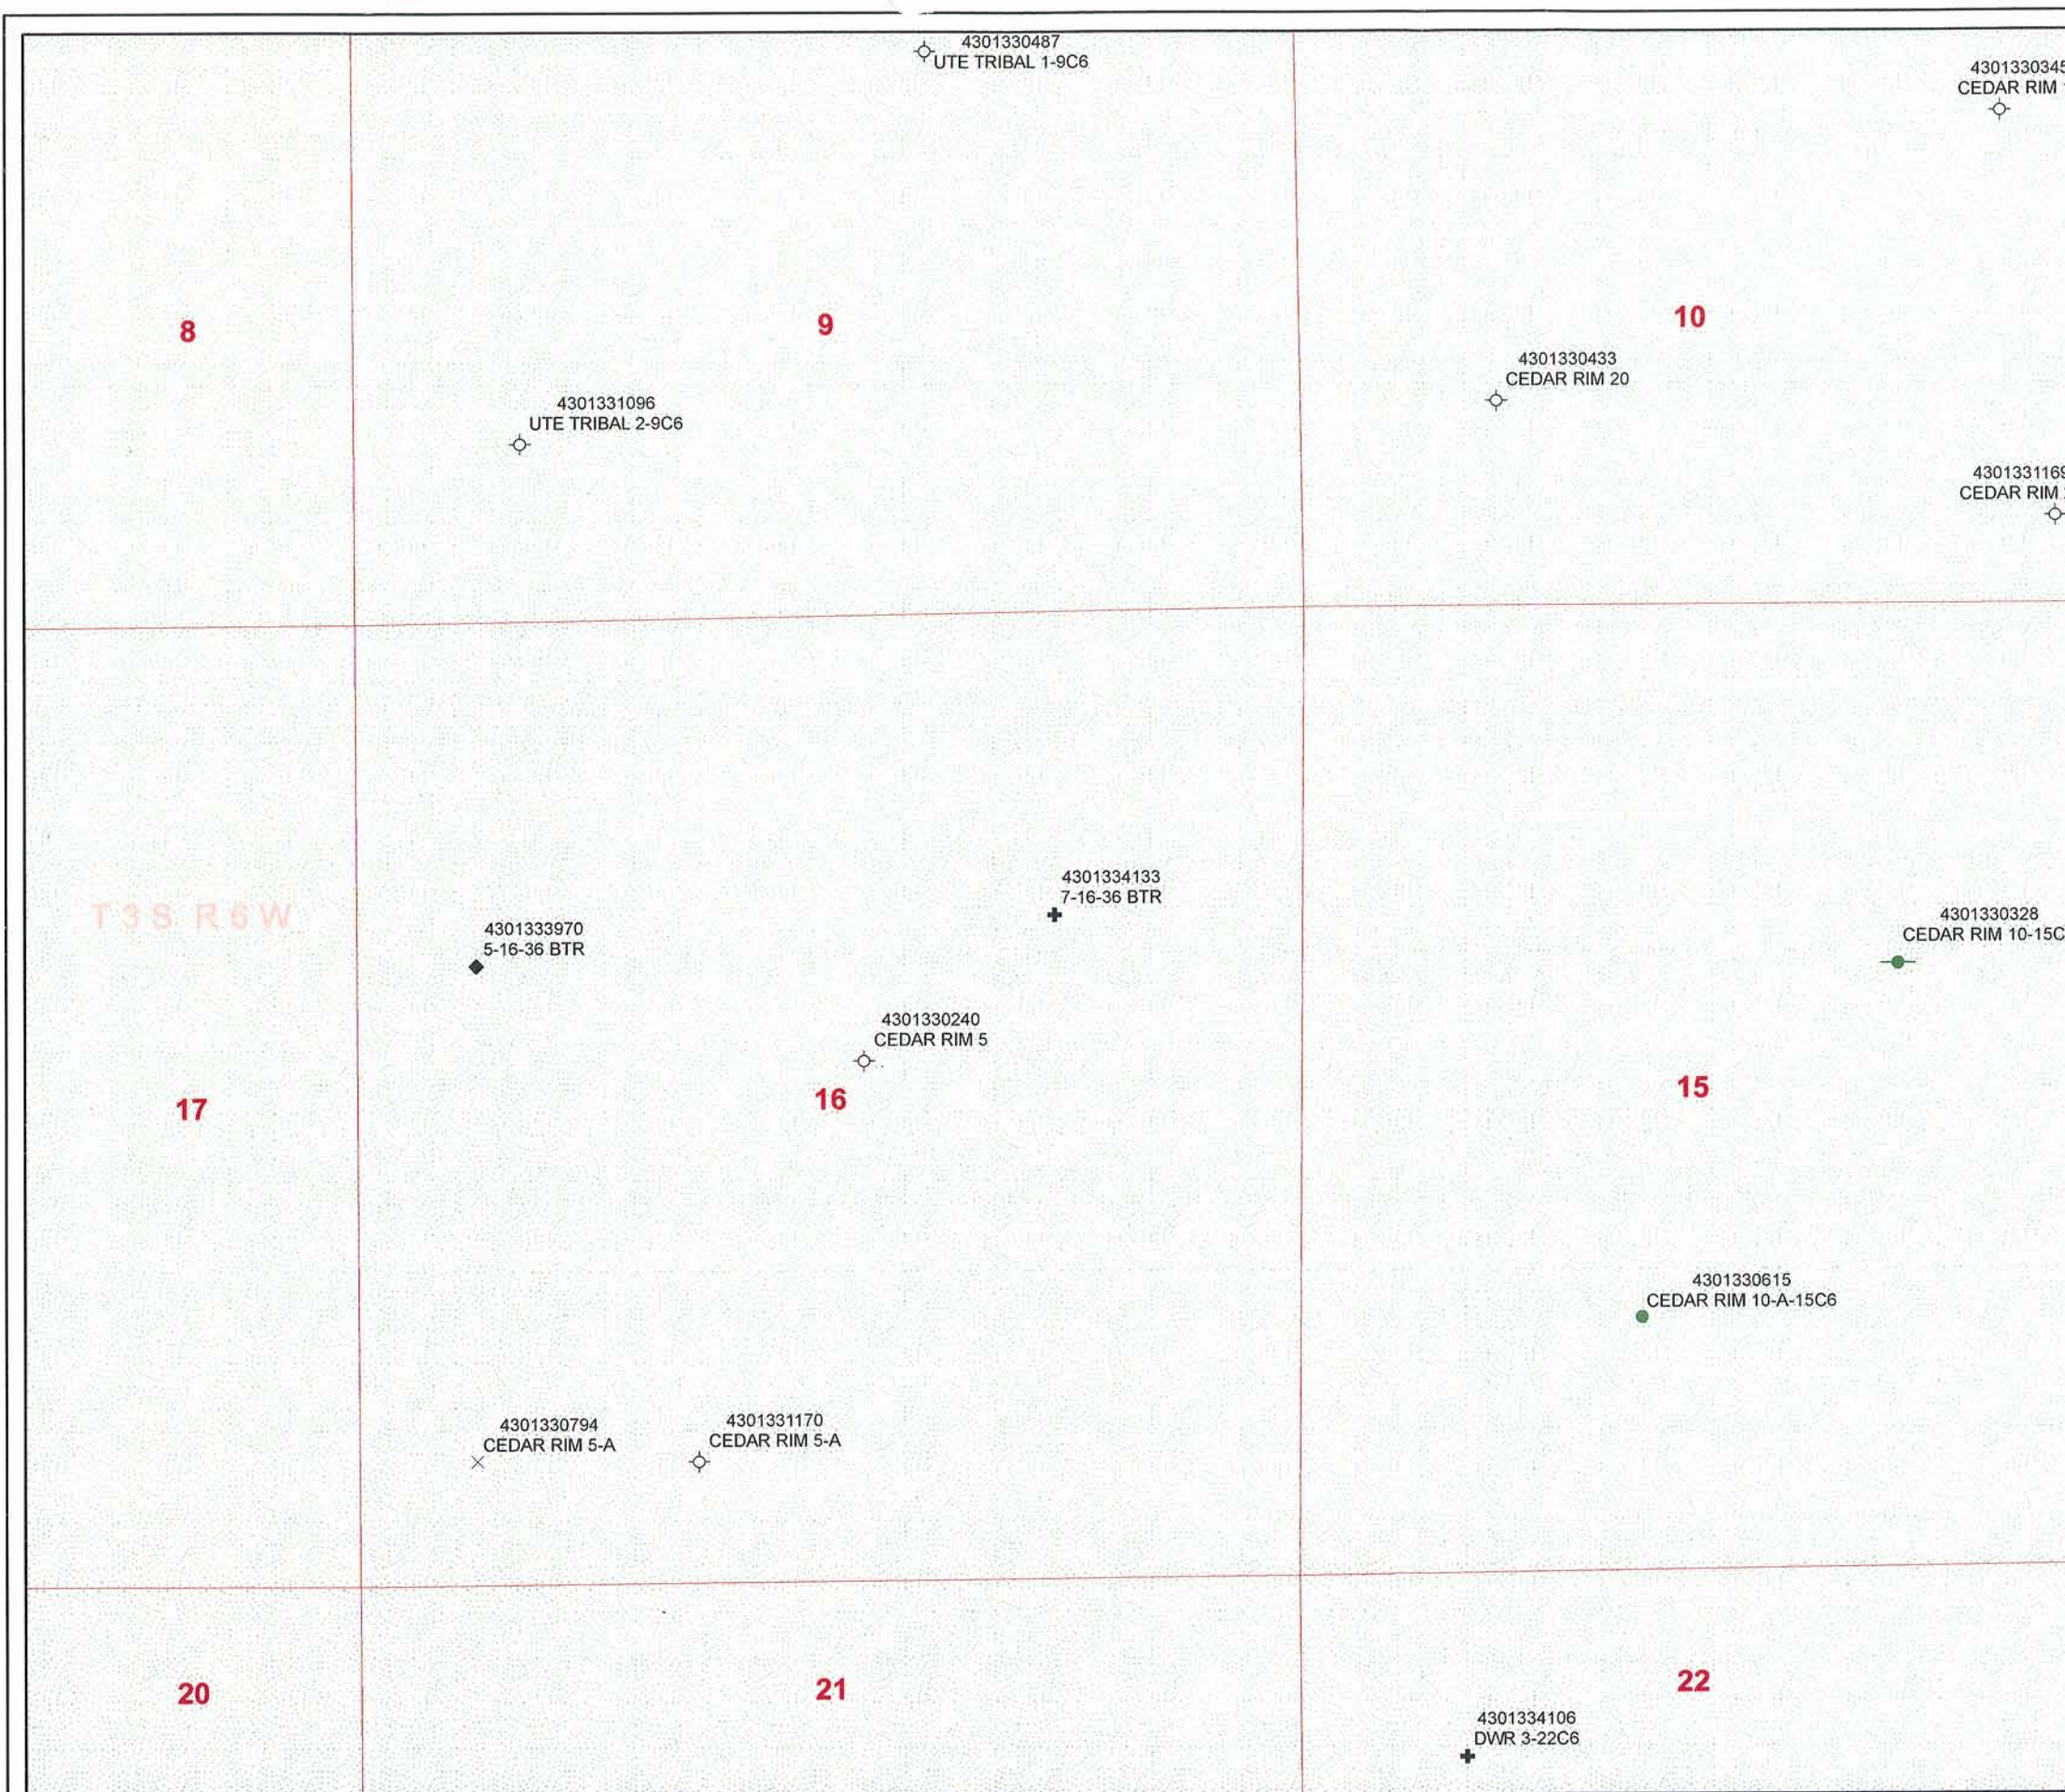 4301330487
UTE TRIBAL 1-9C6
4301330345
CEDAR RIM
8
9
10
4301330433
CEDAR RIM 20
4301331096
UTE TRIBAL 2-9C6
4301331169
CEDAR RIM
4301334133
7-16-36 BTR
T3S R6W
4301333970
5-16-36 BTR
4301330328
CEDAR RIM 10-15C
4301330240
CEDAR RIM 5
17
16
15
4301330615
CEDAR RIM 10-A-15C6
4301330794
CEDAR RIM 5-A
4301331170
CEDAR RIM 5-A
20
21
22
4301334106
DWR 3-22C6